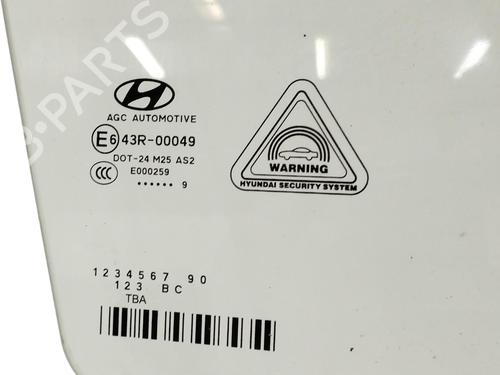 B-PARTS
AGC AUTOMOTIVE
E6 43R-00049
DOT-24 M25 AS2
CCC E000259
...... 9
WARNING
HYUNDAI SECURITY SYSTEM
1234567 90
123 BC
TBA